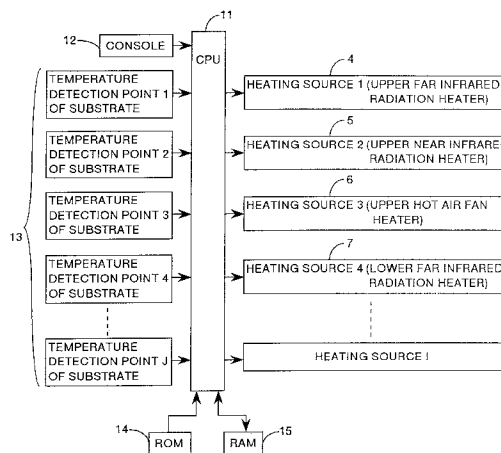 11
12
CONSOLE
CPU
TEMPERATURE
DETECTION POINT 1
OF SUBSTRATE
TEMPERATURE
DETECTION POINT 2
OF SUBSTRATE
TEMPERATURE
DETECTION POINT 3
OF SUBSTRATE
13
TEMPERATURE
DETECTION POINT 4
OF SUBSTRATE
TEMPERATURE
DETECTION POINT J
OF SUBSTRATE
4
HEATING SOURCE 1 (UPPER FAR INFRARED
RADIATION HEATER)
5
HEATING SOURCE 2 (UPPER NEAR INFRARED
RADIATION HEATER)
6
HEATING SOURCE 3 (UPPER HOT AIR FAN
HEATER)
7
HEATING SOURCE 4 (LOWER FAR INFRARED
RADIATION HEATER)
HEATING SOURCE I
14
ROM
RAM
15